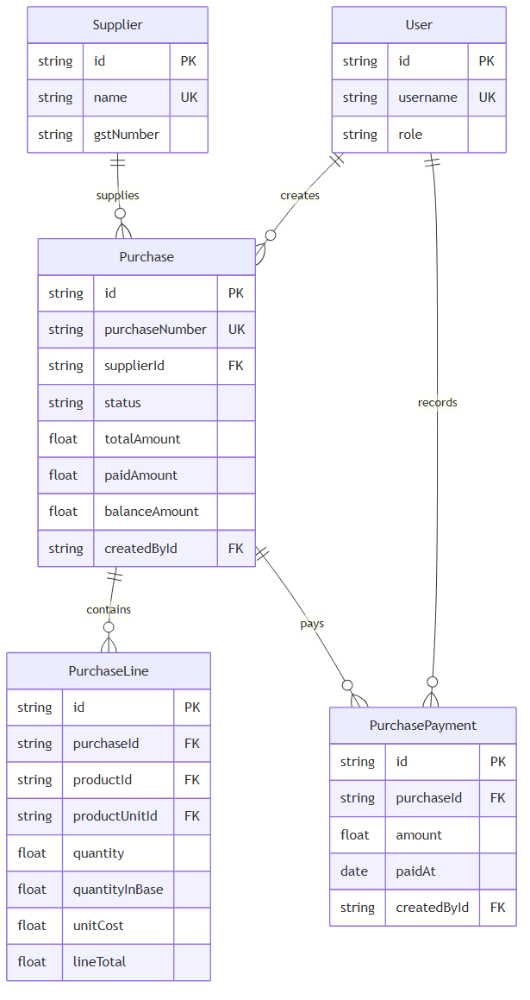 Supplier
string id PK
string name UK
string gstNumber
User
string id PK
string username UK
string role
supplies
creates
Purchase
string id PK
string purchaseNumber UK
string supplierId FK
string status
float totalAmount
float paidAmount
float balanceAmount
string createdById FK
records
contains
pays
PurchaseLine
string id PK
string purchaseId FK
string productId FK
string productUnitId FK
float quantity
float quantityInBase
float unitCost
float lineTotal
PurchasePayment
string id PK
string purchaseId FK
float amount
date paidAt
string createdById FK